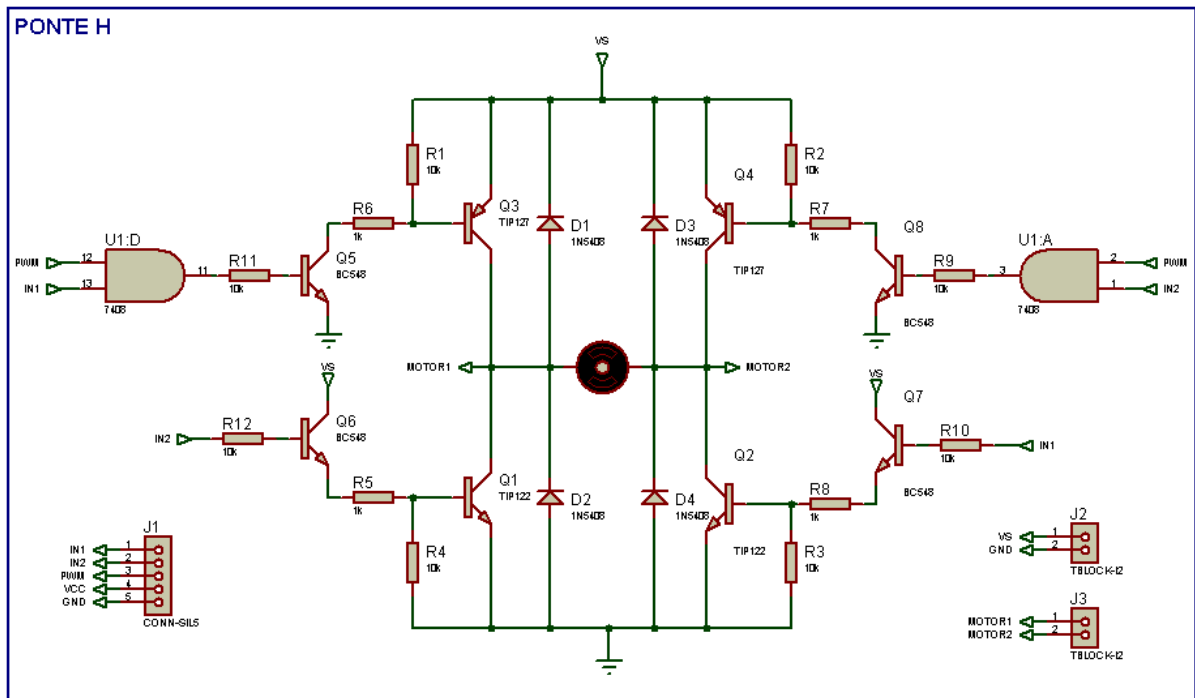 PONTE H
VS
R1
10k
R2
10k
Q4
TIP127
R6
1k
Q3
TIP127
D1
1N5408
D3
1N5408
R7
1k
Q8
BC548
U1:D
PWM 12
IN1 13
11
7408
R11
10k
Q5
BC548
R9
10k
U1:A
3
2 PWM
1 IN2
7408
MOTOR1
MOTOR2
VS
Q6
BC548
IN2
R12
10k
VS
Q7
BC548
R10
10k
IN1
R5
1k
Q1
TIP122
D2
1N5408
D4
1N5408
Q2
TIP122
R8
1k
R4
10k
R3
10k
J1
IN1 1
IN2 2
PWM 3
VCC 4
GND 5
CONN-SIL5
J2
VS 1
GND 2
TBLOCK-I2
J3
MOTOR1 1
MOTOR2 2
TBLOCK-I2